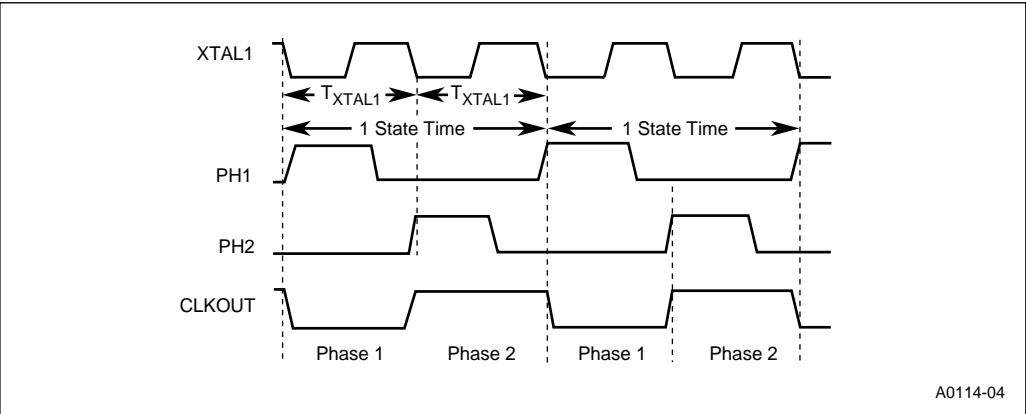 XTAL1
TXTAL1 TXTAL1
1 State Time 1 State Time
PH1
PH2
CLKOUT
Phase 1 Phase 2 Phase 1 Phase 2
A0114-04